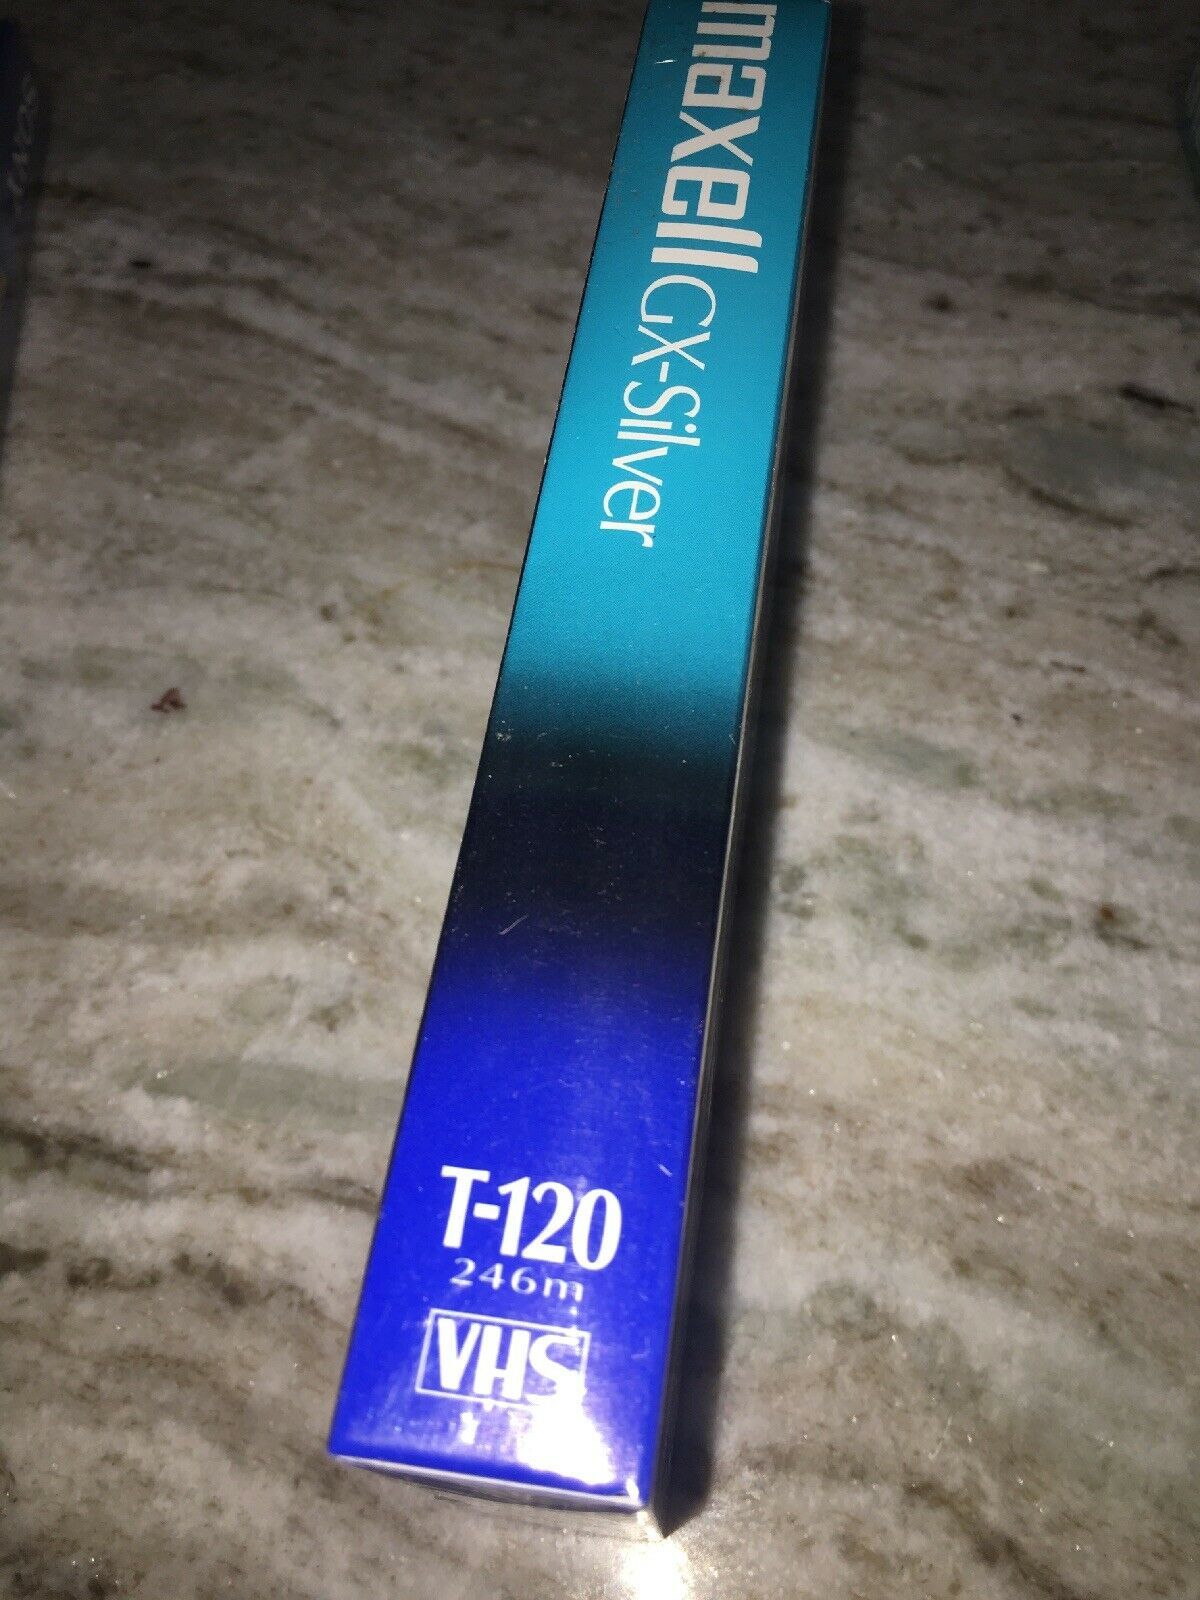 maxell GX-Silver
T-120
246m
VHS